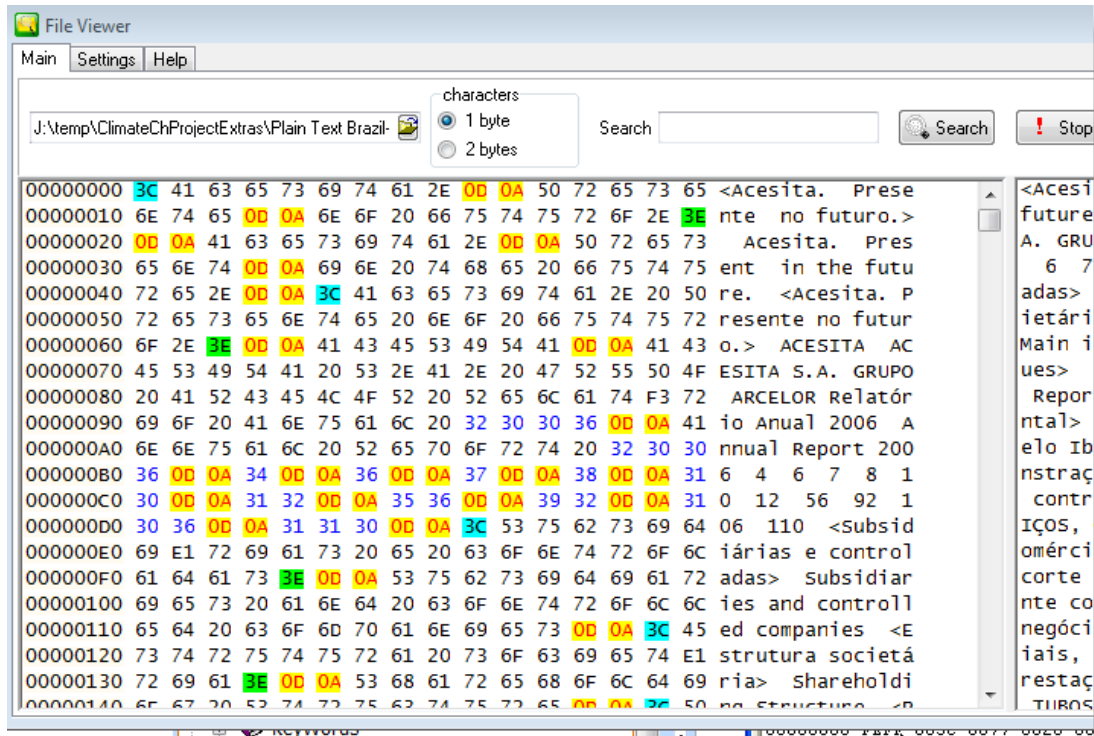 File Viewer
Main Settings Help
characters
J:\temp\ClimateChProjectExtras\Plain Text Brazil- 1 byte Search Search Stop
2 bytes
00000000 3C 41 63 65 73 69 74 61 2E 0D 0A 50 72 65 73 65 <Acesita. Prese <Acesi
00000010 6E 74 65 0D 0A 6E 6F 20 66 75 74 75 72 6F 2E 3E nte no futuro.> future
00000020 0D 0A 41 63 65 73 69 74 61 2E 0D 0A 50 72 65 73 Acesita. Pres A. GRU
00000030 65 6E 74 0D 0A 69 6E 20 74 68 65 20 66 75 74 75 ent in the futu 6 7
00000040 72 65 2E 0D 0A 3C 41 63 65 73 69 74 61 2E 20 50 re. <Acesita. P adas>
00000050 72 65 73 65 6E 74 65 20 6E 6F 20 66 75 74 75 72 resente no futur ietári
00000060 6F 2E 3E 0D 0A 41 43 45 53 49 54 41 0D 0A 41 43 o.> ACESITA AC Main i
00000070 45 53 49 54 41 20 53 2E 41 2E 20 47 52 55 50 4F ESITA S.A. GRUPO ues>
00000080 20 41 52 43 45 4C 4F 52 20 52 65 6C 61 74 F3 72 ARCELOR Relatór Repor
00000090 69 6F 20 41 6E 75 61 6C 20 32 30 30 36 0D 0A 41 io Anual 2006 A ntal>
000000A0 6E 6E 75 61 6C 20 52 65 70 6F 72 74 20 32 30 30 nnual Report 200 elo Ib
000000B0 36 0D 0A 34 0D 0A 36 0D 0A 37 0D 0A 38 0D 0A 31 6 4 6 7 8 1 nstraç
000000C0 30 0D 0A 31 32 0D 0A 35 36 0D 0A 39 32 0D 0A 31 0 12 56 92 1 contr
000000D0 30 36 0D 0A 31 31 30 0D 0A 3C 53 75 62 73 69 64 06 110 <Subsid IÇOS,
000000E0 69 E1 72 69 61 73 20 65 20 63 6F 6E 74 72 6F 6C iárias e control omérci
000000F0 61 64 61 73 3E 0D 0A 53 75 62 73 69 64 69 61 72 adas> Subsidiar corte
00000100 69 65 73 20 61 6E 64 20 63 6F 6E 74 72 6F 6C 6C ies and controll nte co
00000110 65 64 20 63 6F 6D 70 61 6E 69 65 73 0D 0A 3C 45 ed companies <E negóci
00000120 73 74 72 75 74 75 72 61 20 73 6F 63 69 65 74 E1 strutura societá iais,
00000130 72 69 61 3E 0D 0A 53 68 61 72 65 68 6F 6C 64 69 ria> Shareholdi restaç
00000140 6E 67 20 53 74 72 75 63 74 75 72 65 0D 0A 3C 50 ng Structure <P TUBOS
KeyWords